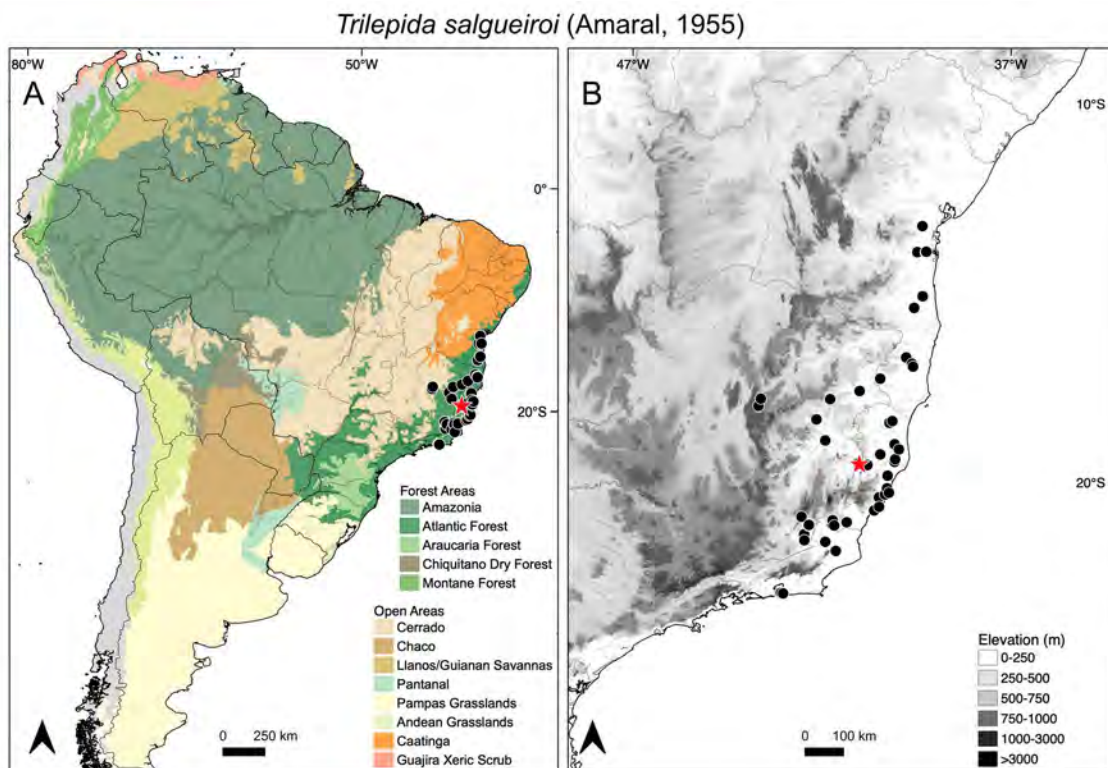 Trilepida salgueiroi (Amaral, 1955)
80°W
50°W
A
0°
20°S
Forest Areas
Amazonia
Atlantic Forest
Araucaria Forest
Chiquitano Dry Forest
Montane Forest
Open Areas
Cerrado
Chaco
Llanos/Guianan Savannas
Pantanal
Pampas Grasslands
Andean Grasslands
Caatinga
Guajira Xeric Scrub
0 250 km
47°W
37°W
B
10°S
20°S
Elevation (m)
0-250
250-500
500-750
750-1000
1000-3000
>3000
0 100 km